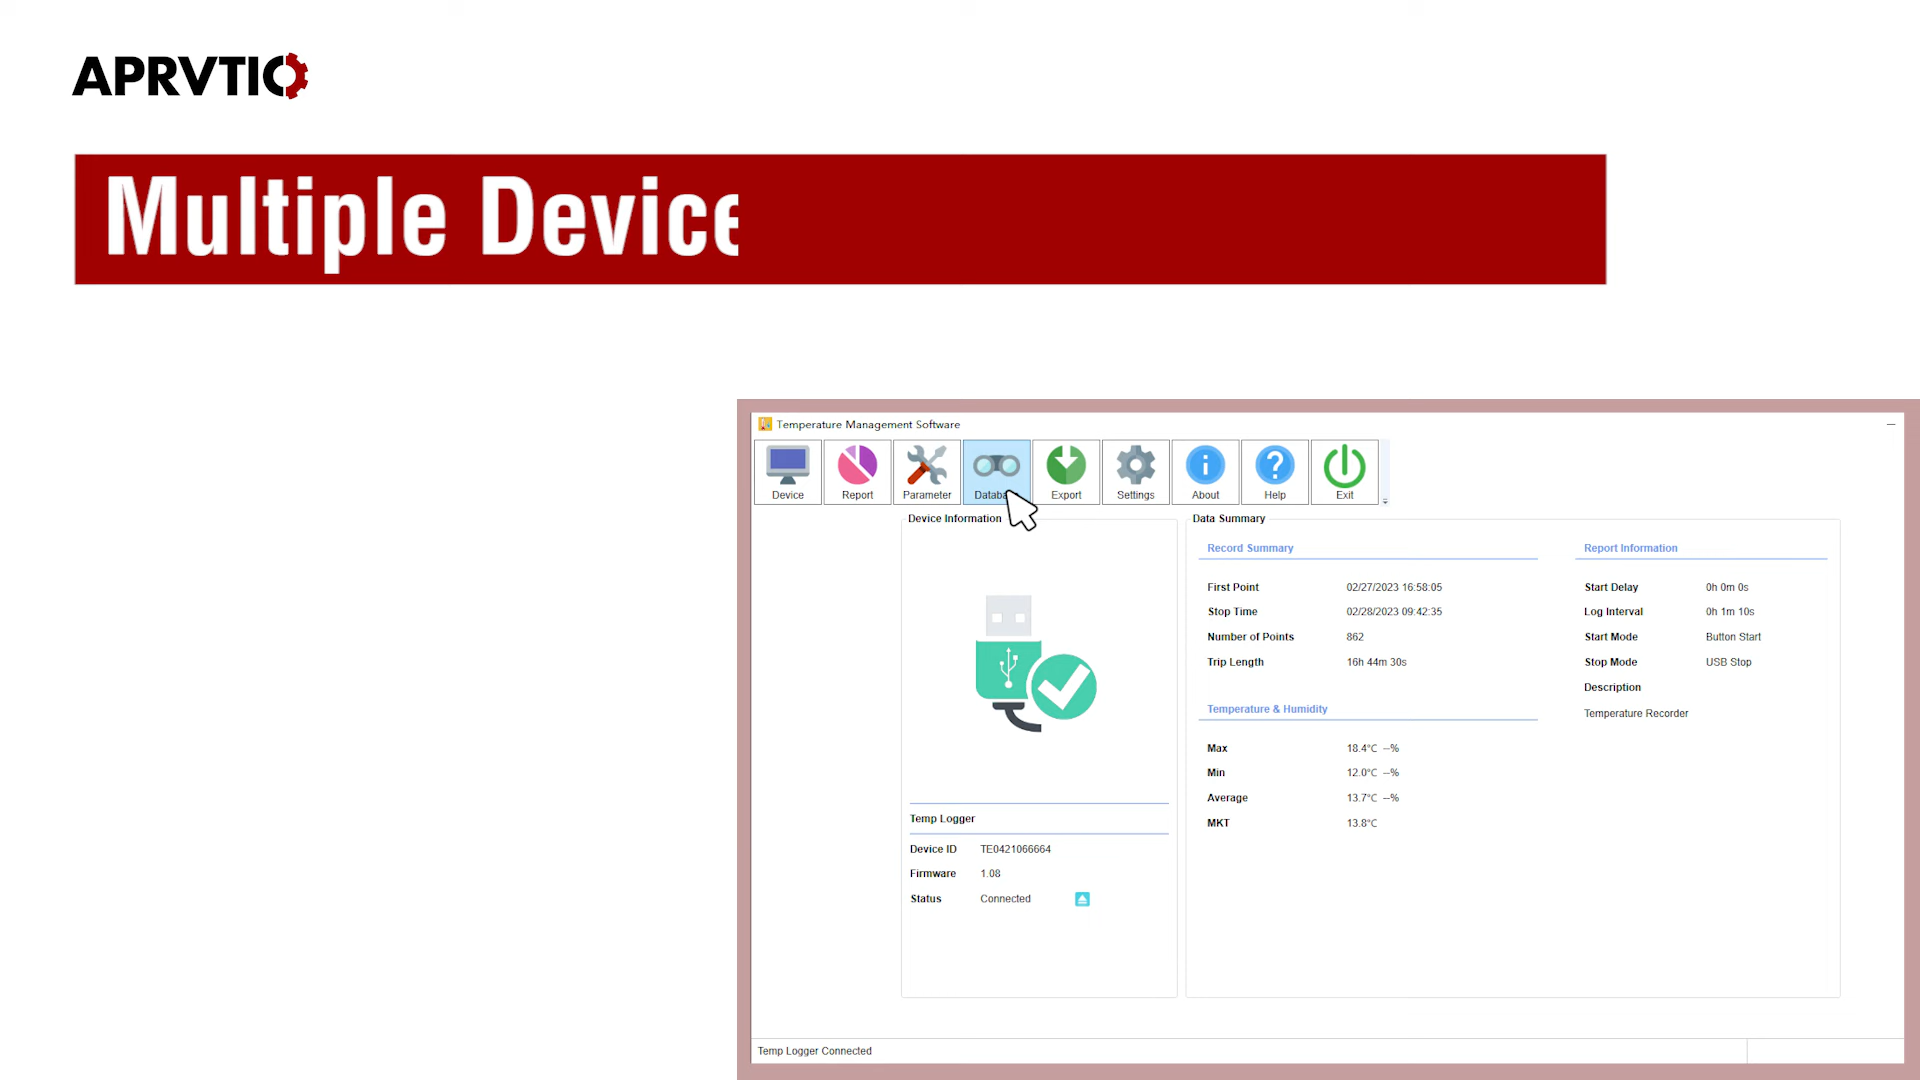 APRVTIO
Multiple Device
Temperature Management Software
Device
Report
Parameter
Export
Settings
About
Help
Exit
Device Information
Temp Logger
Device ID TE0421066664
Firmware 1.08
Status Connected
Data Summary
Record Summary
First Point 02/27/2023 16:58:05
Stop Time 02/28/2023 09:42:35
Number of Points 862
Trip Length 16h 44m 30s
Temperature & Humidity
Max 18.4°C --%
Min 12.0°C --%
Average 13.7°C --%
MKT 13.8°C
Report Information
Start Delay 0h 0m 0s
Log Interval 0h 1m 10s
Start Mode Button Start
Stop Mode USB Stop
Description
Temperature Recorder
Temp Logger Connected